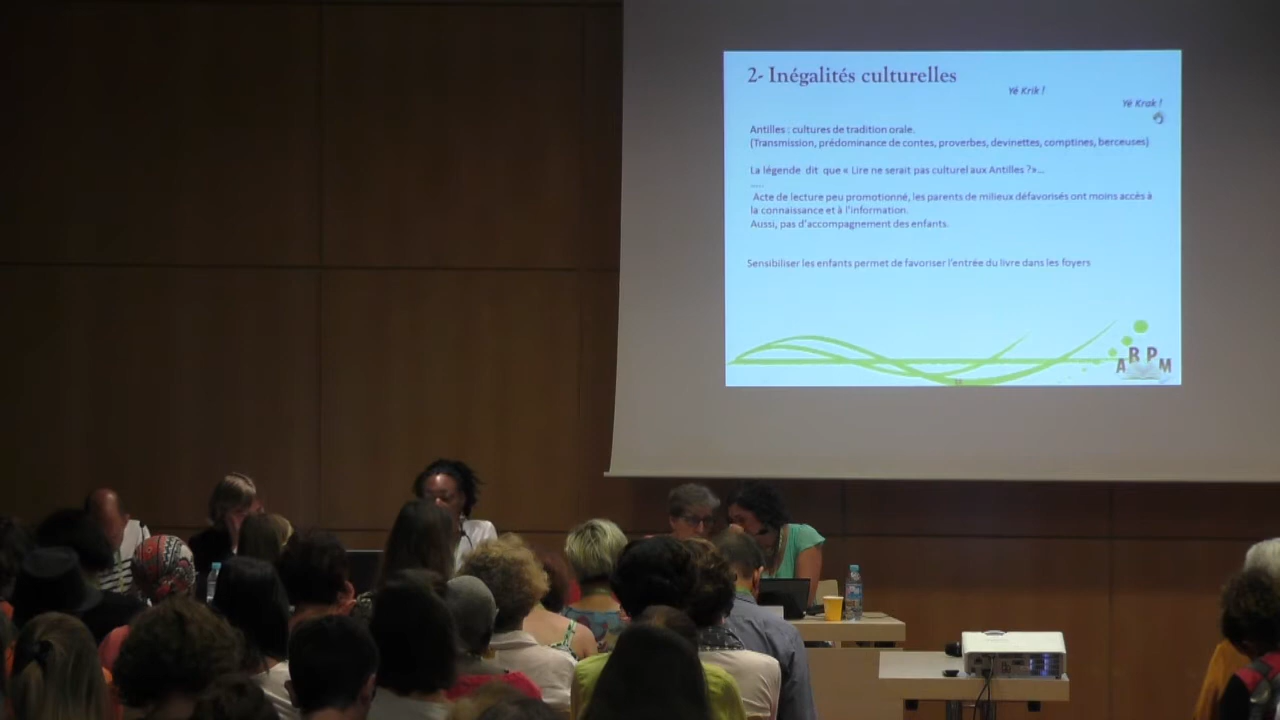 2- Inégalités culturelles
Yé Krik !
Yé Krak !
Antilles : cultures de tradition orale.
(Transmission, prédominance de contes, proverbes, devinettes, comptines, berceuses)
La légende dit que « Lire ne serait pas culturel aux Antilles ?»...
.....
Acte de lecture peu promotionné, les parents de milieux défavorisés ont moins accès à
la connaissance et à l'information.
Aussi, pas d'accompagnement des enfants.
Sensibiliser les enfants permet de favoriser l'entrée du livre dans les foyers
ARPM